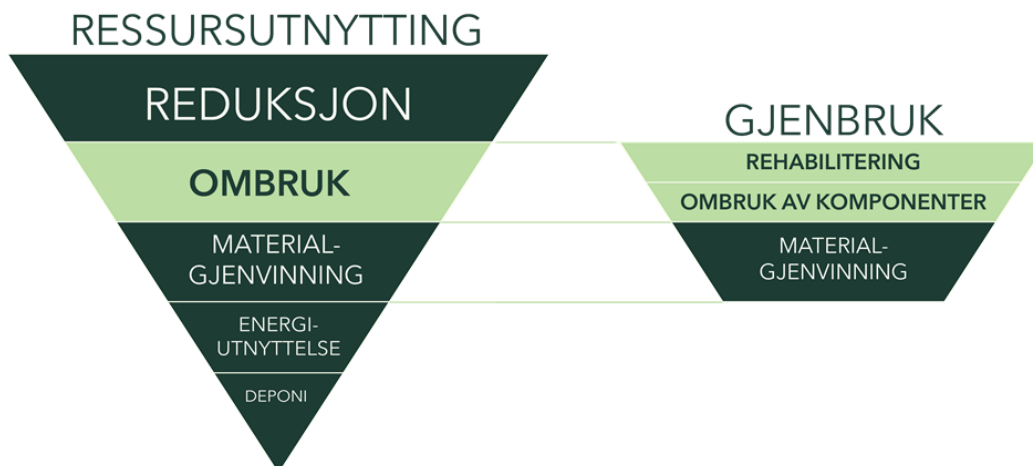 RESSURSUTNYTTING
REDUKSJON
OMBRUK
MATERIAL-
GJENVINNING
ENERGI-
UTNYTTELSE
DEPONI
GJENBRUK
REHABILITERING
OMBRUK AV KOMPONENTER
MATERIAL-
GJENVINNING